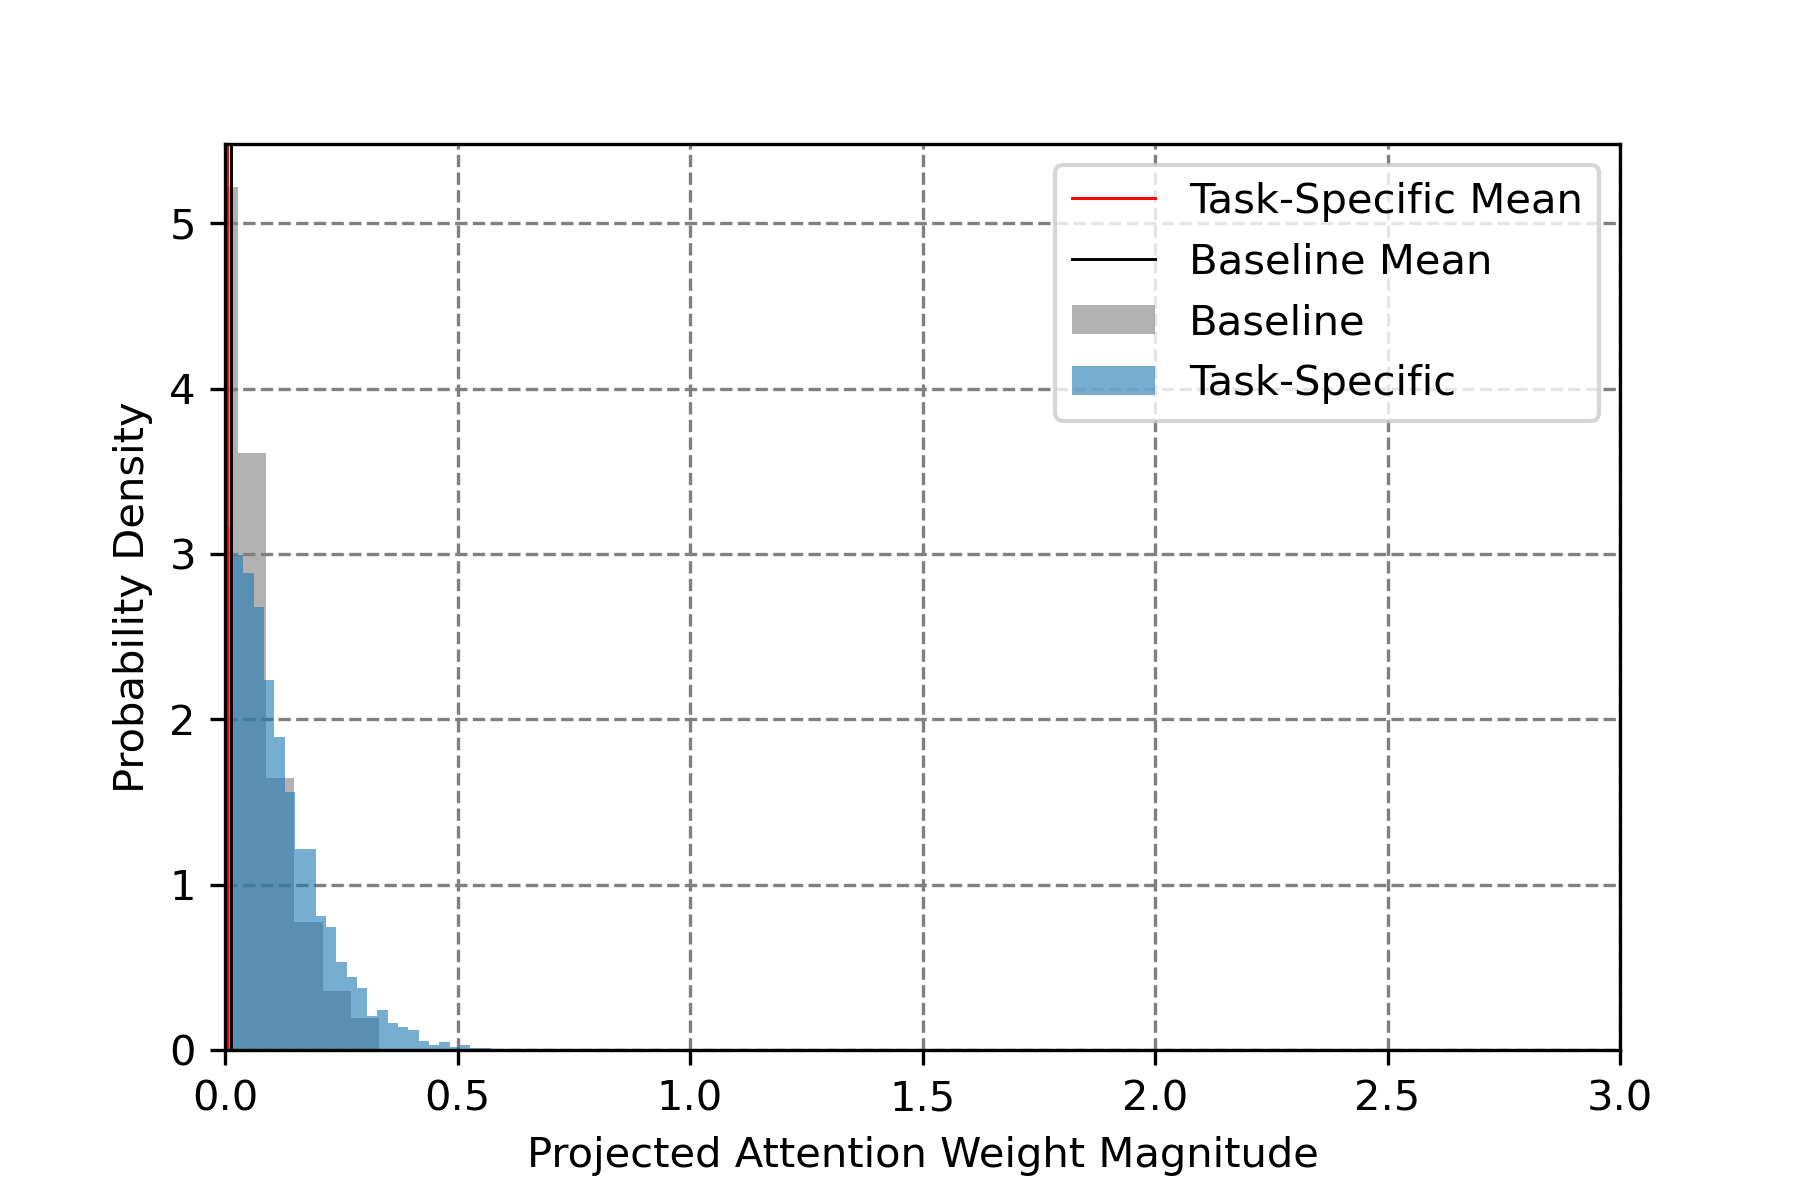 Task-Specific Mean
Baseline Mean
Baseline
Task-Specific
Probability Density
5
4
3
2
1
0
0.0 0.5 1.0 1.5 2.0 2.5 3.0
Projected Attention Weight Magnitude